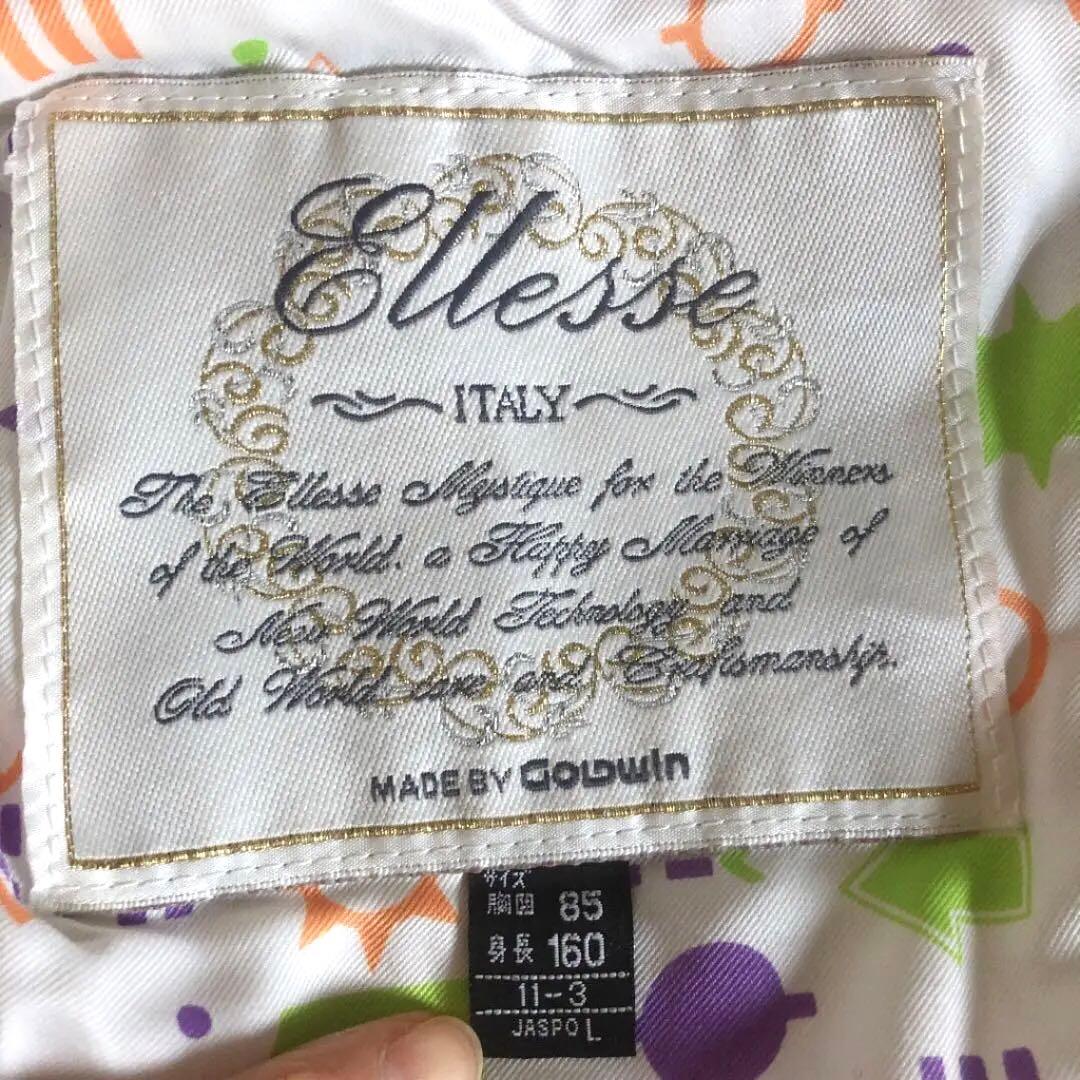 Ellesse
ITALY
The Ellesse Mystique for the Winners
of the World. a Happy Marriage of
New World Technology and
Old World care and Craftsmanship.
MADE BY GOLDWIN
サイズ
胸囲 85
身長 160
11-3
JASPO L